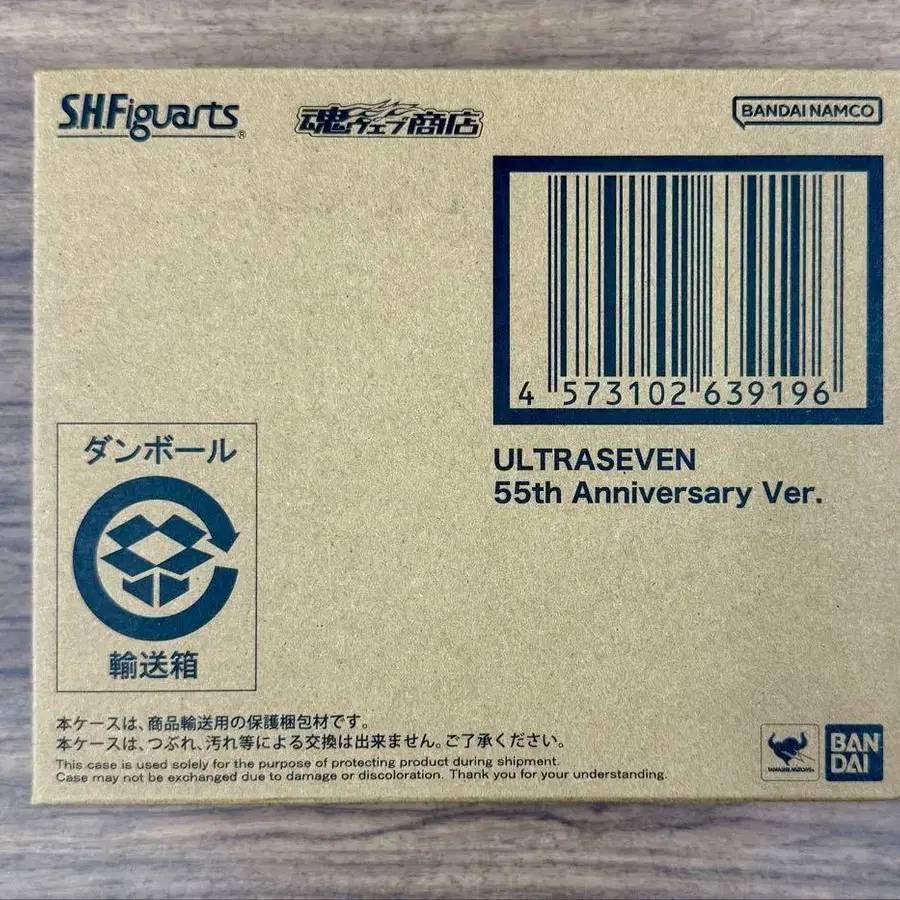 S.H.Figuarts®
魂ウェブ商店
BANDAI NAMCO
4 573102 639196
ULTRASEVEN
55th Anniversary Ver.
ダンボール
輸送箱
本ケースは、商品輸送用の保護梱包材です。
本ケースは、つぶれ、汚れ等による交換は出来ません。ご了承ください。
This case is used solely for the purpose of protecting product during shipment.
Case may not be exchanged due to damage or discoloration. Thank you for your understanding.
TAMASHII NATIONS
BAN
DAI